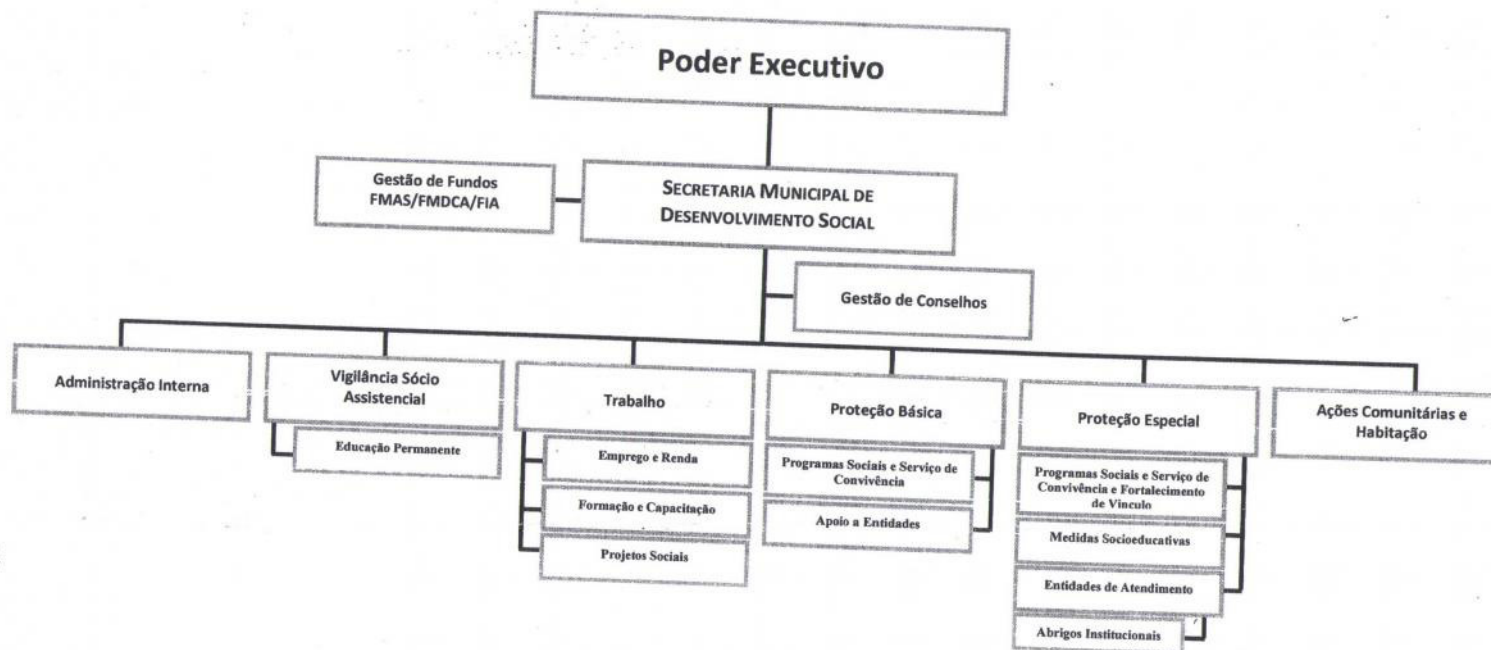 Poder Executivo
Gestão de Fundos
FMAS/FMDCA/FIA
SECRETARIA MUNICIPAL DE
DESENVOLVIMENTO SOCIAL
Gestão de Conselhos
Administração Interna
Vigilância Sócio
Assistencial
Educação Permanente
Trabalho
Emprego e Renda
Formação e Capacitação
Projetos Sociais
Proteção Básica
Programas Sociais e Serviço de
Convivência
Apoio a Entidades
Proteção Especial
Programas Sociais e Serviço de
Convivência e Fortalecimento
de Vínculo
Medidas Socioeducativas
Entidades de Atendimento
Abrigos Institucionais
Ações Comunitárias e
Habitação